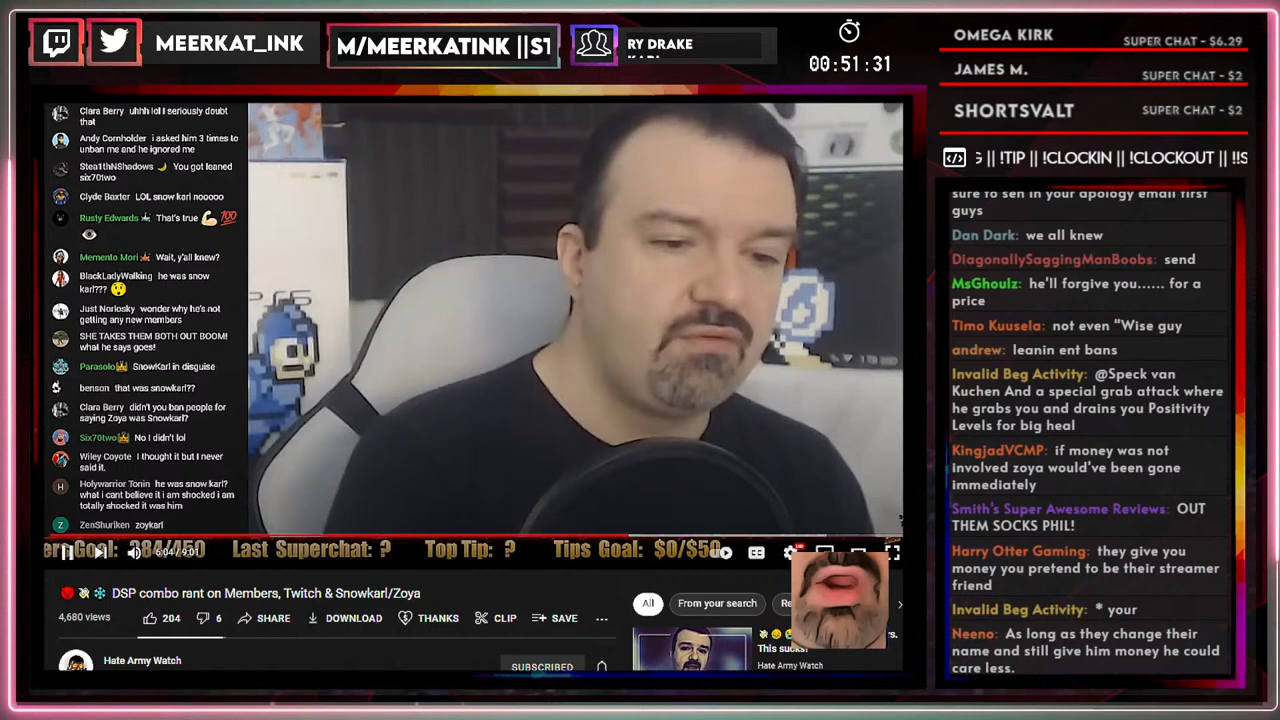 MEERKAT_INK
M/MEERKATINK ||ST
RY DRAKE
00:51:31
OMEGA KIRK
SUPER CHAT - $6.29
JAMES M.
SUPER CHAT - $2
SHORTSVALT
SUPER CHAT - $2
|| !TIP || !CLOCKIN || !CLOCKOUT || !!S
Clara Berry uhhh lol I seriously doubt
that
Andy Cornholder i asked him 3 times to
unban me and he ignored me
Stea1thNShadows 🌙 You got leaned
six70two
Clyde Baxter LOL snow karl nooooo
Rusty Edwards That's true 💪 💯
👁
Memento Mori Wait, y'all knew?
BlackLadyWalking he was snow
karl??? 😲
Just Norlosky wonder why he's not
getting any new members
SHE TAKES THEM BOTH OUT BOOM!
what he says goes!
Parasolo SnowKarl in disguise
benson that was snowkarl??
Clara Berry didn't you ban people for
saying Zoya was Snowkarl?
Six70two No I didn't lol
Wiley Coyote I thought it but I never
said it.
H
Holywarrior Tonin he was snow karl?
what i cant believe it i am shocked i am
totally shocked it was him
Z
ZenShuriken zoykarl
6:04 / 9:01
Goal: 384/450 Last Superchat: ? Top Tip: ? Tips Goal: $0/$50
DSP combo rant on Members, Twitch & Snowkarl/Zoya
4,680 views
204
6
SHARE
DOWNLOAD
THANKS
CLIP
SAVE
...
Hate Army Watch
SUBSCRIBED
All
From your search
Re
This sucks!
Hate Army Watch
sure to sen in your apology email first
guys
Dan Dark: we all knew
DiagonallySaggingManBoobs: send
MsGhoulz: he'll forgive you...... for a
price
Timo Kuusela: not even "Wise guy
andrew: leanin ent bans
Invalid Beg Activity: @Speck van
Kuchen And a special grab attack where
he grabs you and drains you Positivity
Levels for big heal
KingjadVCMP: if money was not
involved zoya would've been gone
immediately
Smith's Super Awesome Reviews: OUT
THEM SOCKS PHIL!
Harry Otter Gaming: they give you
money you pretend to be their streamer
friend
Invalid Beg Activity: * your
Neeno: As long as they change their
name and still give him money he could
care less.